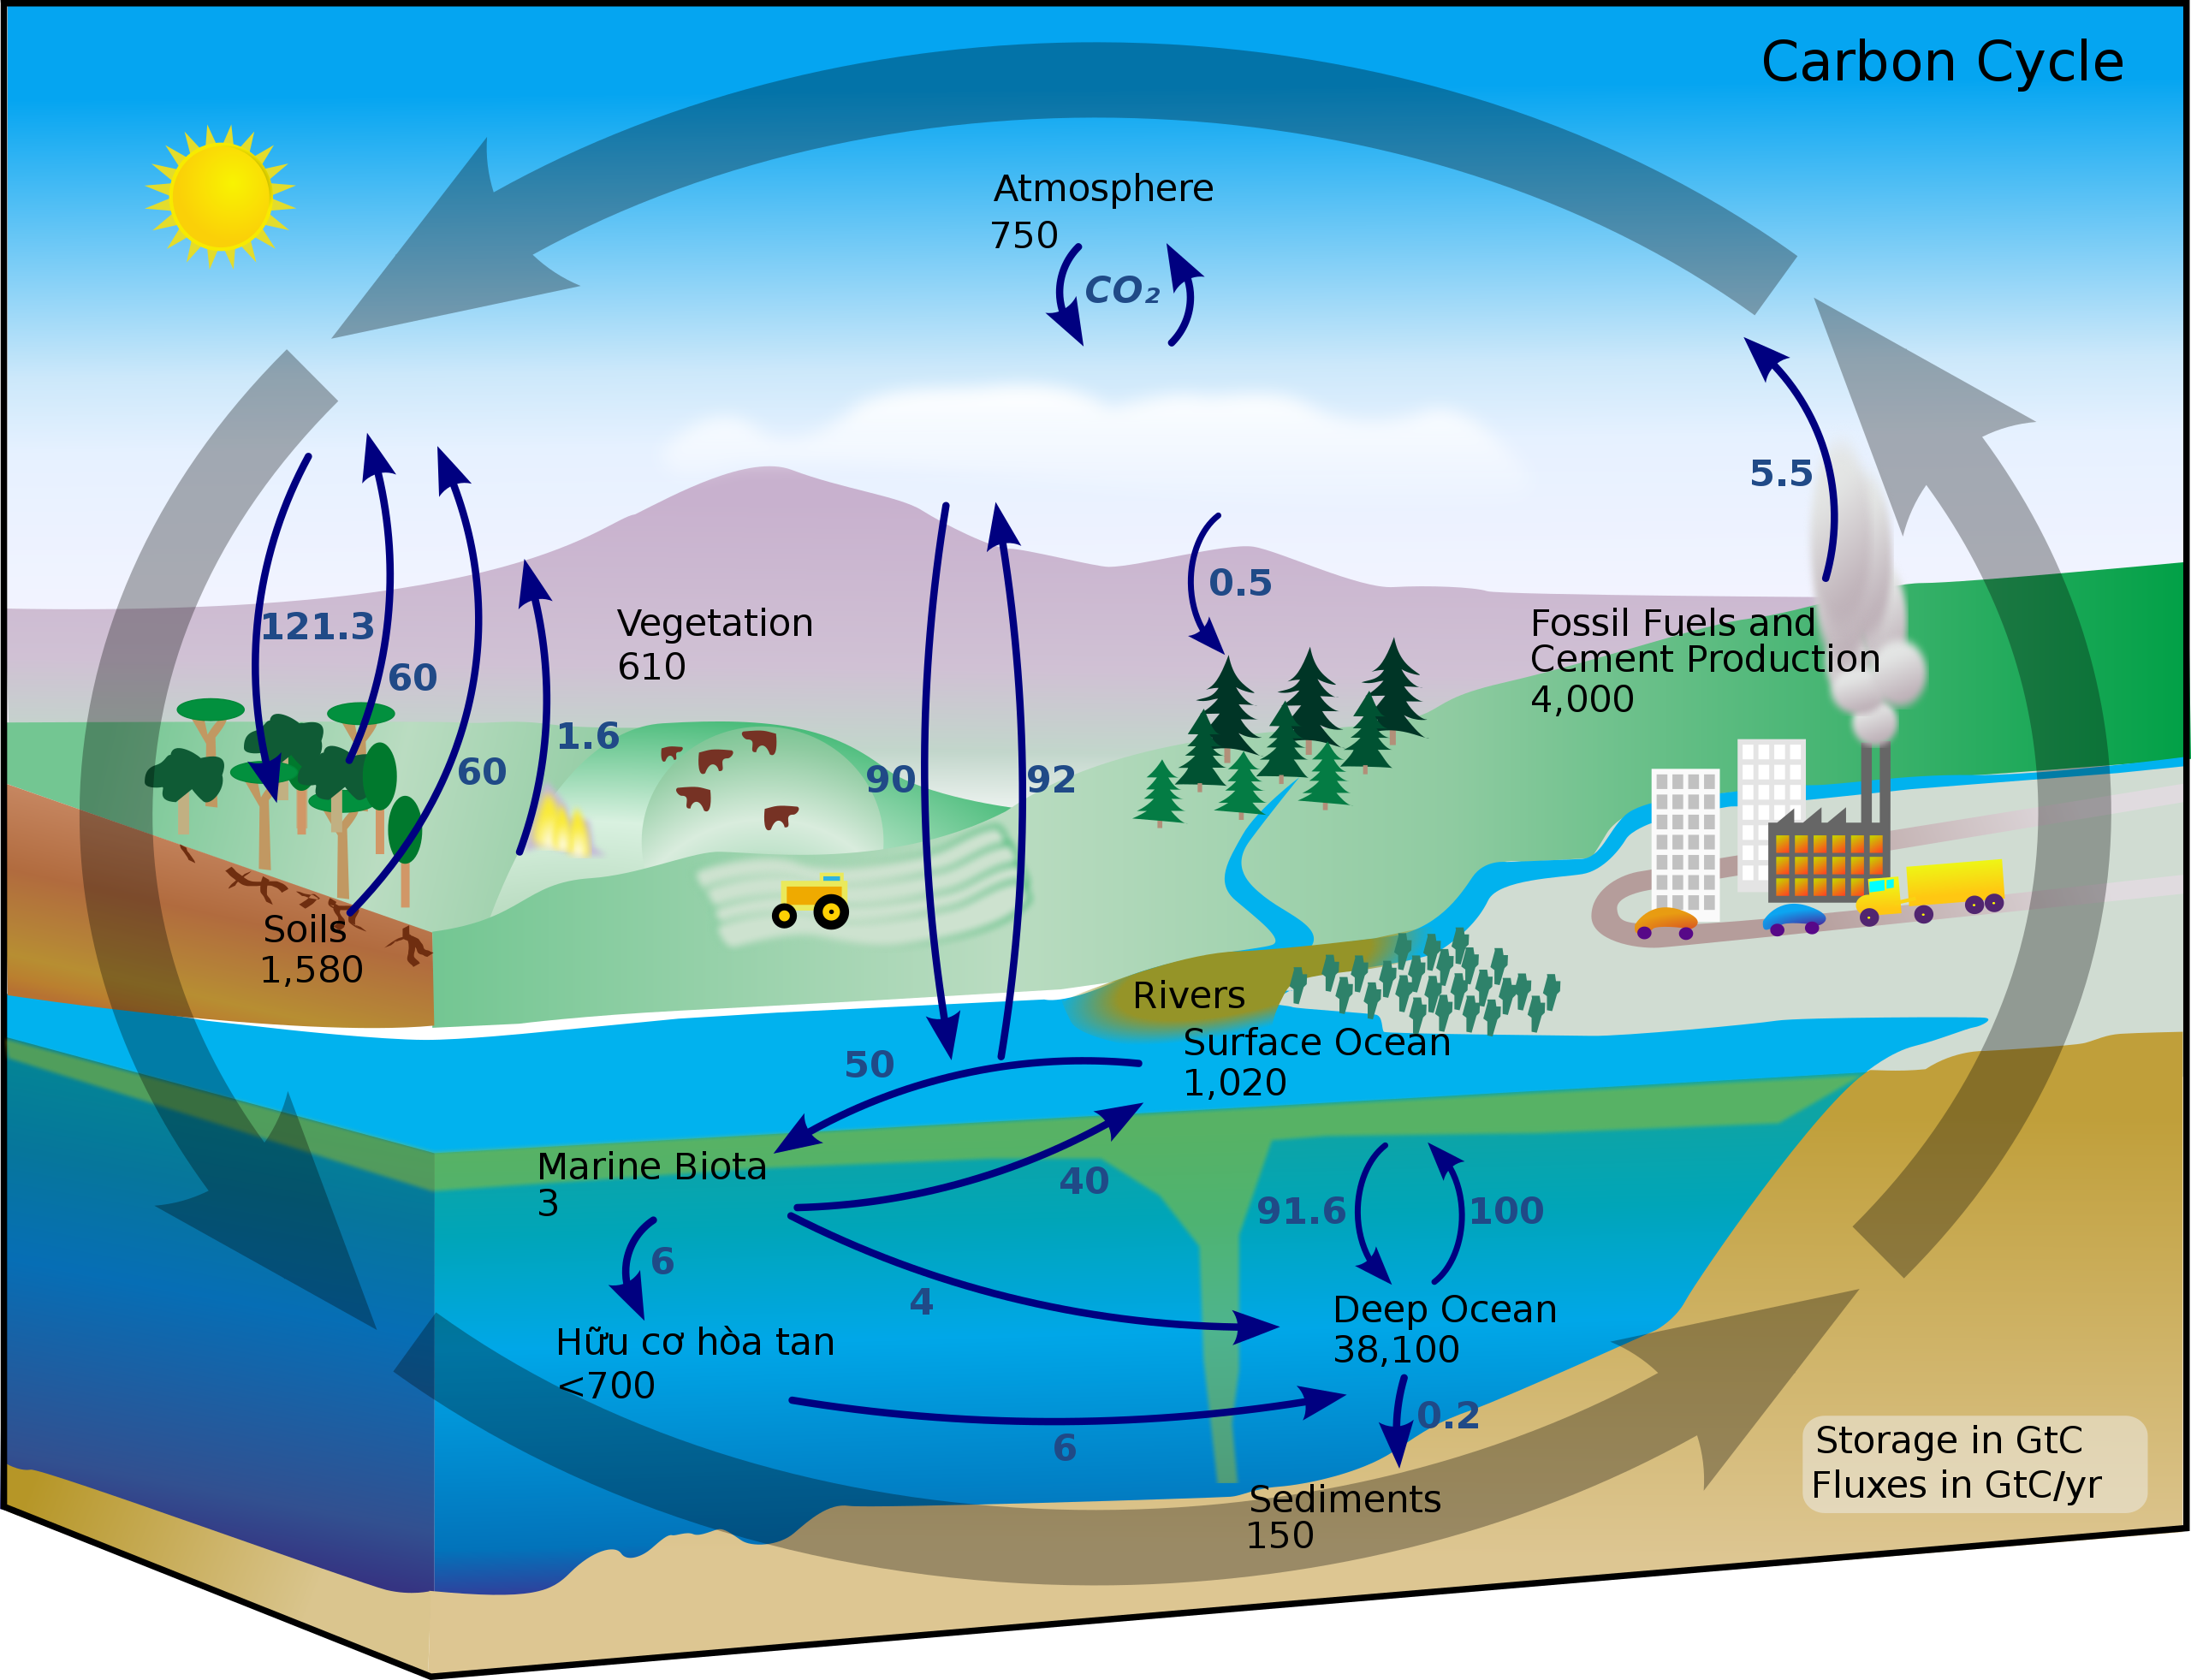 Carbon Cycle
Atmosphere
750
CO₂
5.5
121.3
60
60
1.6
Vegetation
610
90
92
0.5
Fossil Fuels and
Cement Production
4,000
Soils
1,580
Rivers
Surface Ocean
1,020
50
Marine Biota
3
40
91.6
100
6
4
Hữu cơ hòa tan
<700
Deep Ocean
38,100
6
0.2
Sediments
150
Storage in GtC
Fluxes in GtC/yr